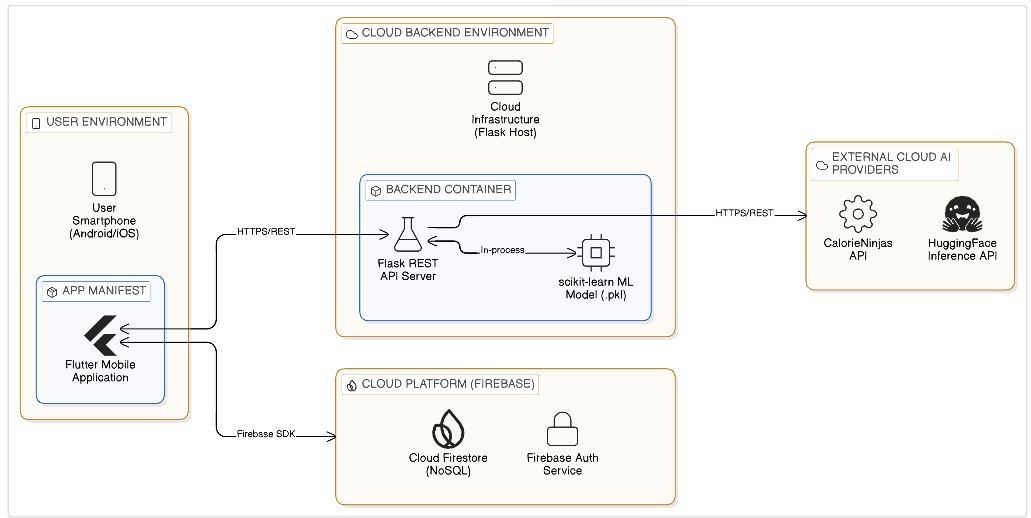 CLOUD BACKEND ENVIRONMENT
Cloud
Infrastructure
(Flask Host)
USER ENVIRONMENT
User
Smartphone
(Android/iOS)
APP MANIFEST
Flutter Mobile
Application
HTTPS/REST
BACKEND CONTAINER
Flask REST
API Server
In-process
scikit-learn ML
Model (.pkl)
HTTPS/REST
EXTERNAL CLOUD AI
PROVIDERS
CalorieNinjas
API
HuggingFace
Inference API
Firebase SDK
CLOUD PLATFORM (FIREBASE)
Cloud Firestore
(NoSQL)
Firebase Auth
Service